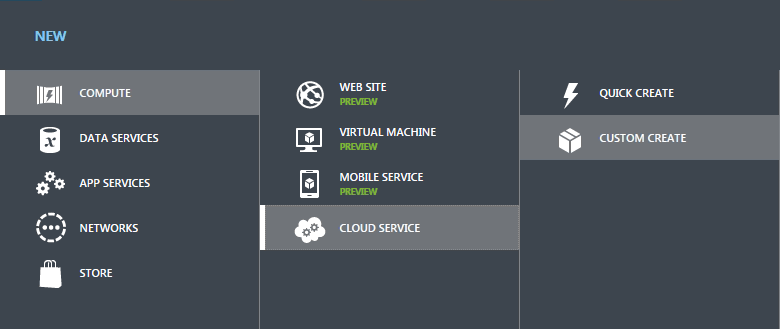 NEW
COMPUTE
DATA SERVICES
APP SERVICES
NETWORKS
STORE
WEB SITE
PREVIEW
VIRTUAL MACHINE
PREVIEW
MOBILE SERVICE
PREVIEW
CLOUD SERVICE
QUICK CREATE
CUSTOM CREATE